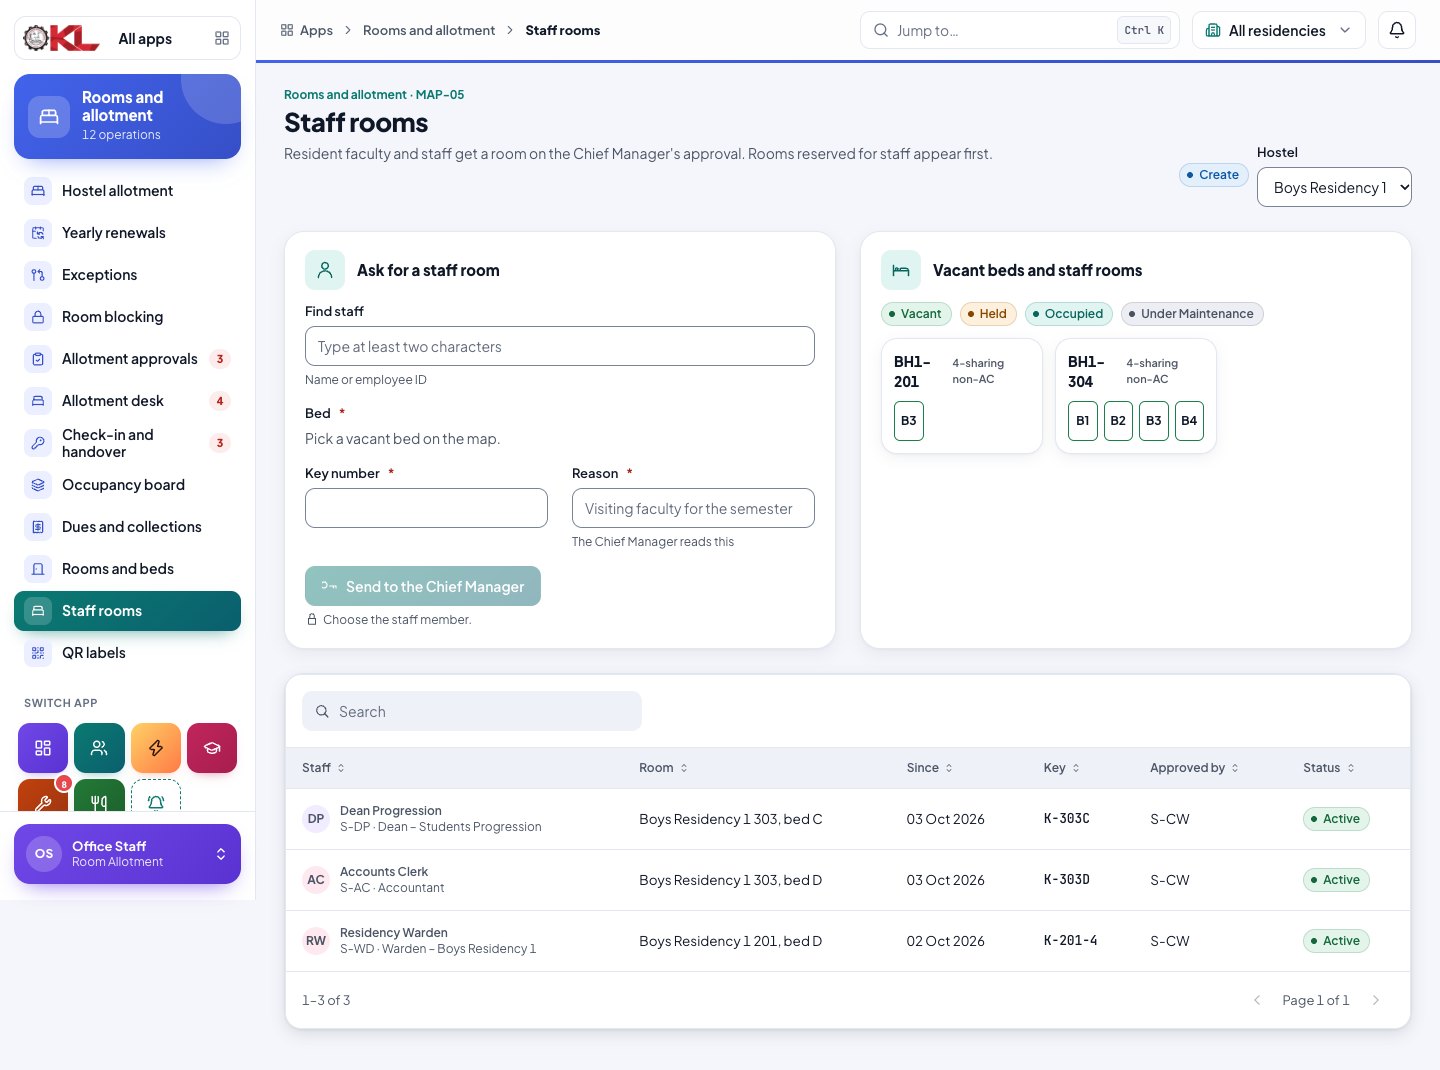 KL
All apps
Rooms and
allotment
12 operations
Hostel allotment
Yearly renewals
Exceptions
Room blocking
Allotment approvals 3
Allotment desk 4
Check-in and
handover 3
Occupancy board
Dues and collections
Rooms and beds
Staff rooms
QR labels
SWITCH APP
8
OS Office Staff
Room Allotment
Apps > Rooms and allotment > Staff rooms
Jump to... Ctrl K
All residencies
Rooms and allotment · MAP-05
Staff rooms
Resident faculty and staff get a room on the Chief Manager's approval. Rooms reserved for staff appear first.
Create
Hostel
Boys Residency 1
Ask for a staff room
Find staff
Type at least two characters
Name or employee ID
Bed *
Pick a vacant bed on the map.
Key number * Reason *
Visiting faculty for the semester
The Chief Manager reads this
Send to the Chief Manager
Choose the staff member.
Vacant beds and staff rooms
Vacant Held Occupied Under Maintenance
BH1-
201
4-sharing
non-AC
B3
BH1-
304
4-sharing
non-AC
B1 B2 B3 B4
Search
Staff Room Since Key Approved by Status
DP Dean Progression
S-DP · Dean – Students Progression
Boys Residency 1 303, bed C 03 Oct 2026 K-303C S-CW Active
AC Accounts Clerk
S-AC · Accountant
Boys Residency 1 303, bed D 03 Oct 2026 K-303D S-CW Active
RW Residency Warden
S-WD · Warden – Boys Residency 1
Boys Residency 1 201, bed D 02 Oct 2026 K-201-4 S-CW Active
1–3 of 3 Page 1 of 1